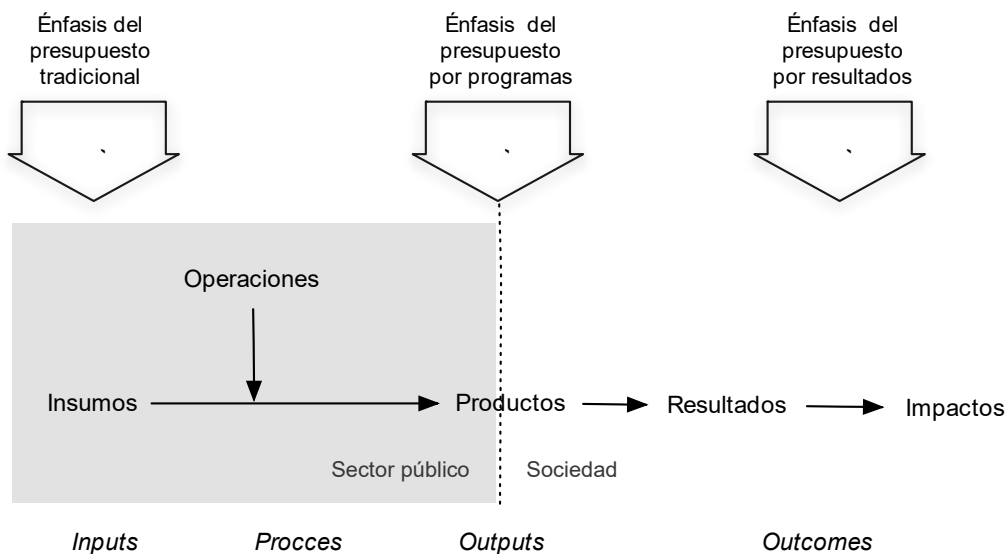 Énfasis del
presupuesto
tradicional
Énfasis del
presupuesto
por programas
Énfasis del
presupuesto
por resultados
Operaciones
Insumos
Productos
Resultados
Impactos
Sector público
Sociedad
Inputs
Procces
Outputs
Outcomes